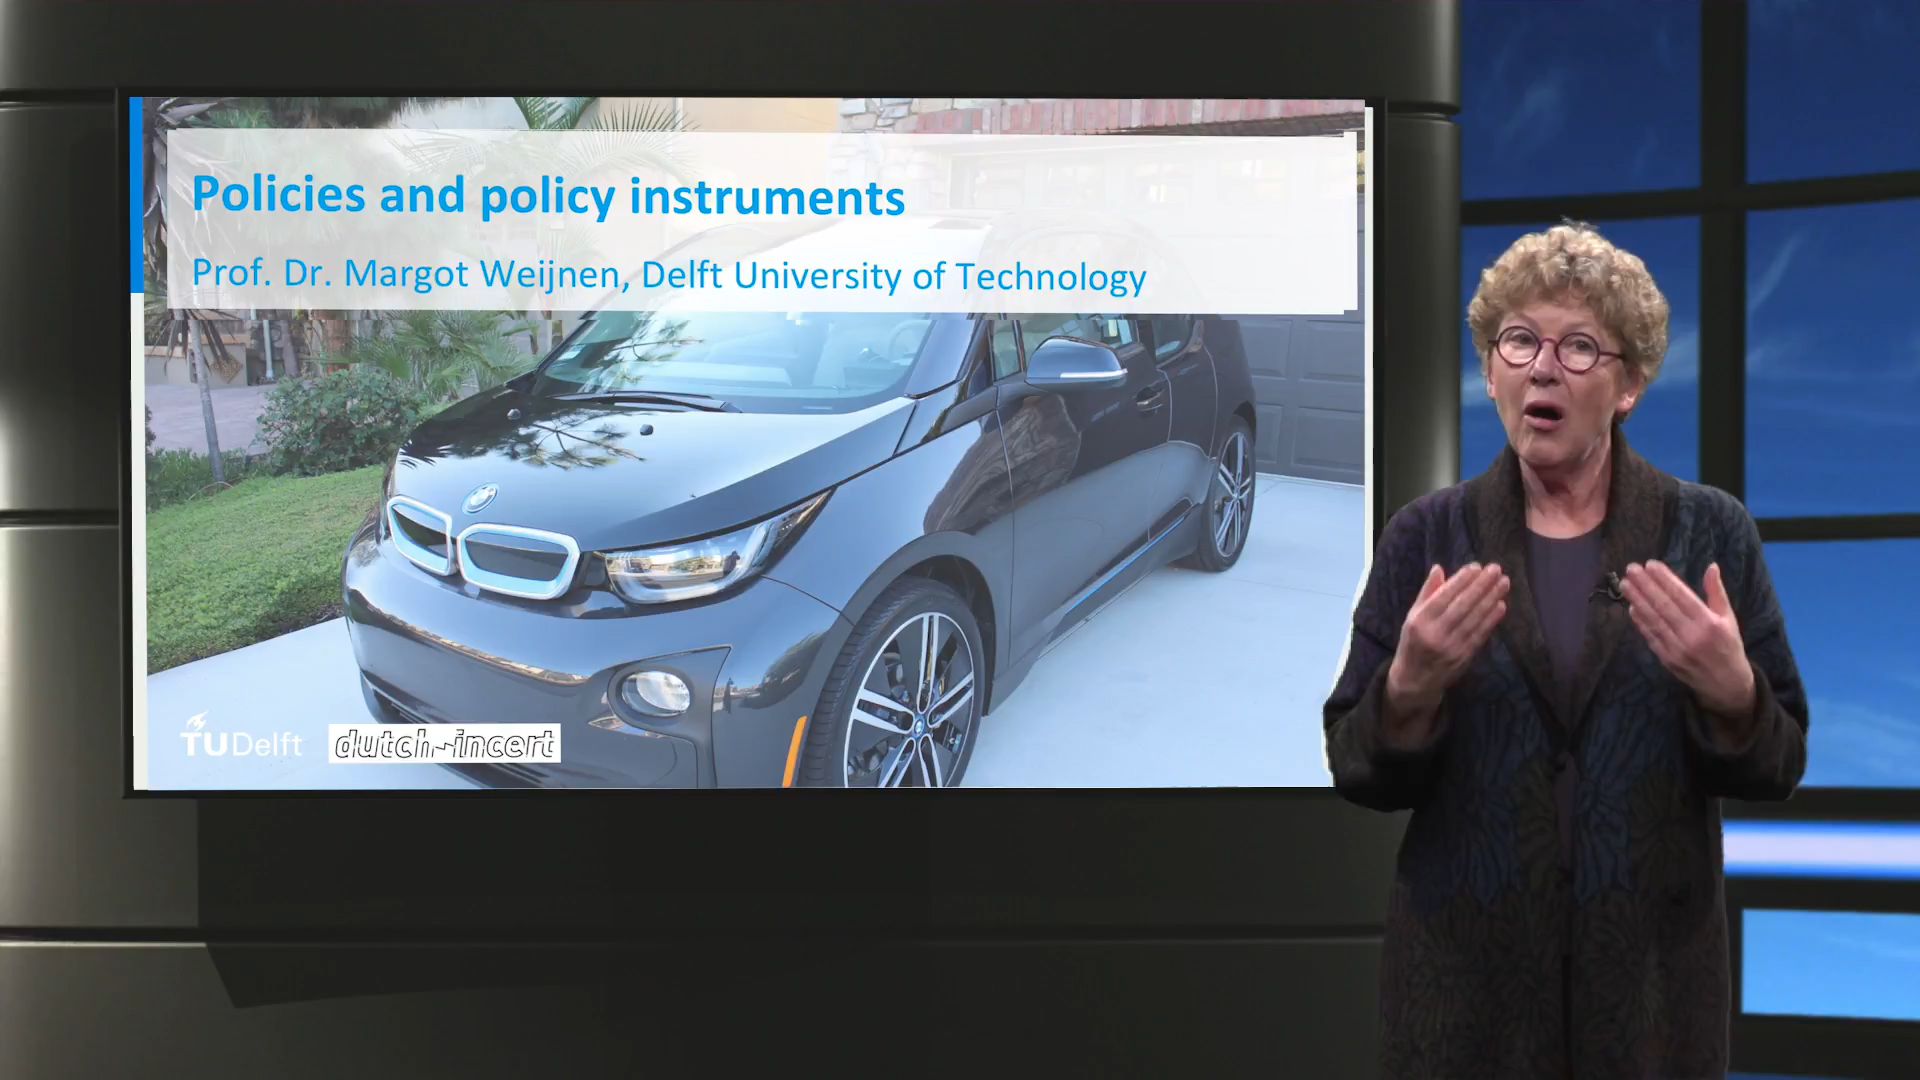 Policies and policy instruments
Prof. Dr. Margot Weijnen, Delft University of Technology
TUDelft
dutch~incert